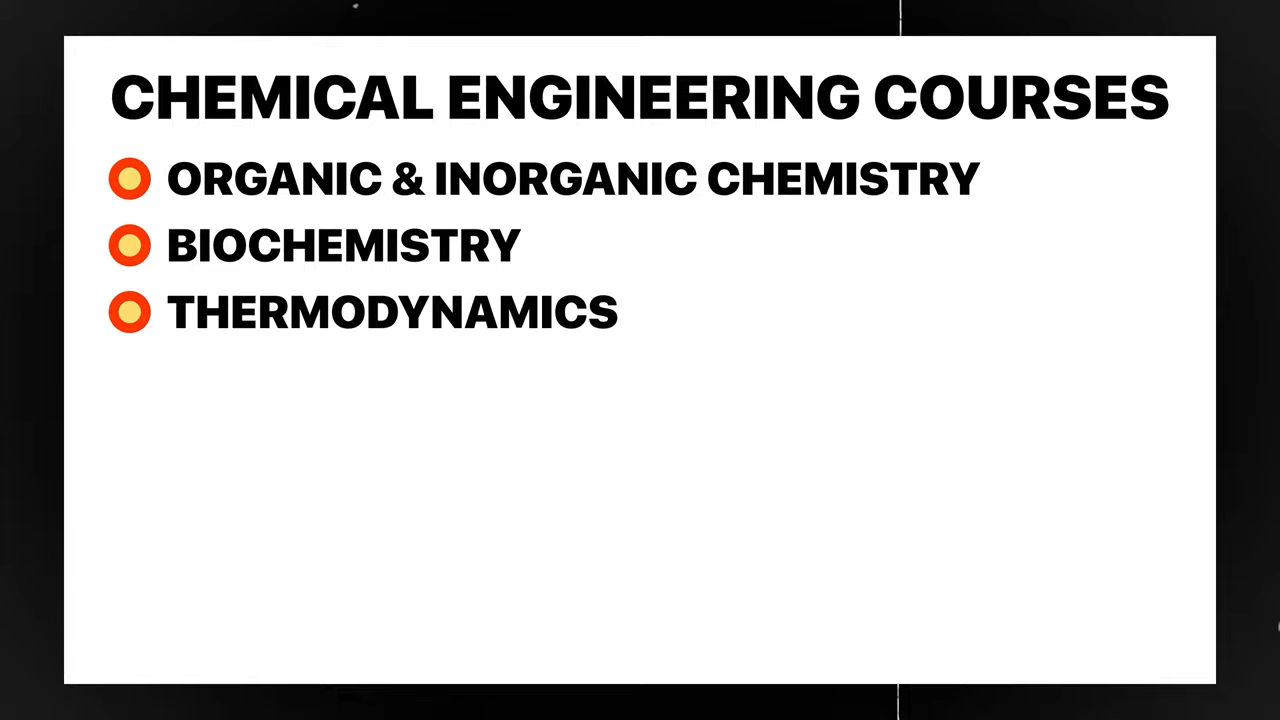 CHEMICAL ENGINEERING COURSES
ORGANIC & INORGANIC CHEMISTRY
BIOCHEMISTRY
THERMODYNAMICS